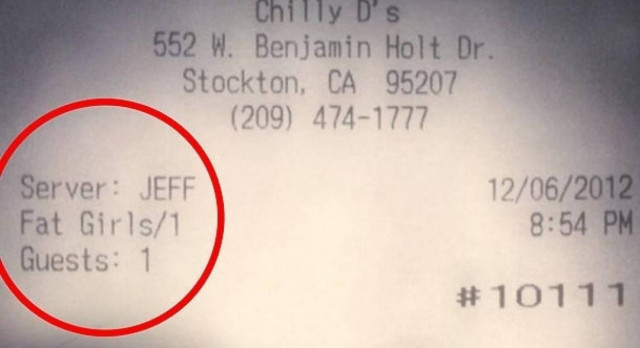 Chilly D's
552 W. Benjamin Holt Dr.
Stockton, CA 95207
(209) 474-1777
Server: JEFF 12/06/2012
Fat Girls/1 8:54 PM
Guests: 1
#10111